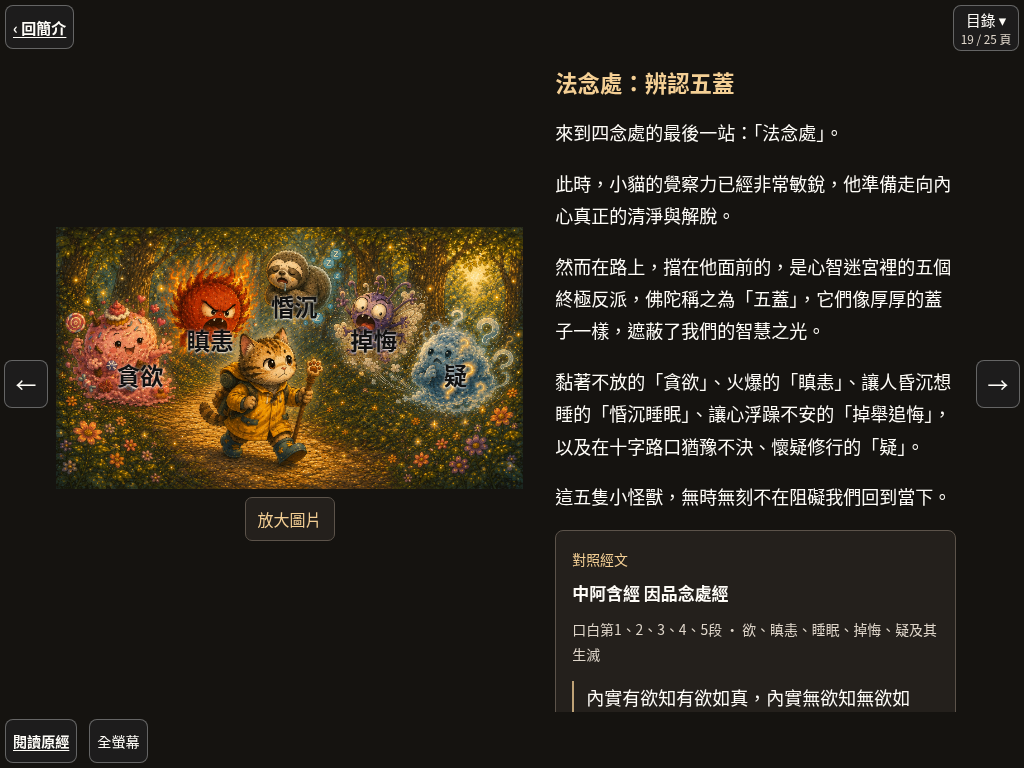 ‹ 回簡介
目錄 ▾
19 / 25 頁
法念處：辨認五蓋
來到四念處的最後一站：「法念處」。
此時，小貓的覺察力已經非常敏銳，他準備走向內
心真正的清淨與解脫。
然而在路上，擋在他面前的，是心智迷宮裡的五個
終極反派，佛陀稱之為「五蓋」，它們像厚厚的蓋
子一樣，遮蔽了我們的智慧之光。
黏著不放的「貪欲」、火爆的「瞋恚」、讓人昏沉想
睡的「惛沉睡眠」、讓心浮躁不安的「掉舉追悔」，
以及在十字路口猶豫不決、懷疑修行的「疑」。
這五隻小怪獸，無時無刻不在阻礙我們回到當下。
貪欲
瞋恚
惛沉
掉悔
疑
←
→
放大圖片
對照經文
中阿含經 因品念處經
口白第1、2、3、4、5段 · 欲、瞋恚、睡眠、掉悔、疑及其
生滅
內實有欲知有欲如真，內實無欲知無欲如
閱讀原經
全螢幕